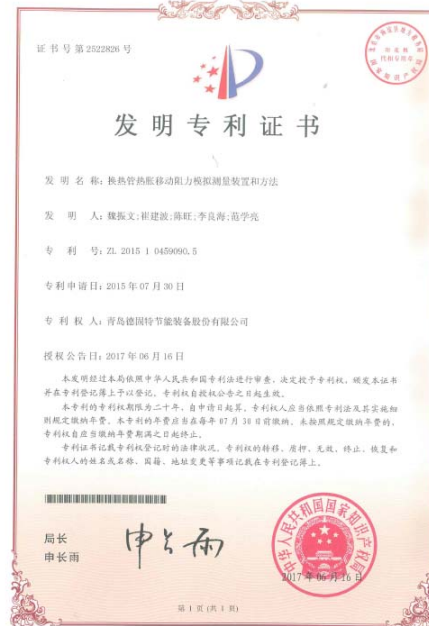 证书号第2522826号
发明专利证书
发明名称：换热管热胀移动阻力模拟测量装置和方法
发明人：魏振文;崔建波;陈旺;李良海;范学亮
专利号：ZL 2015 1 0459090.5
专利申请日：2015年07月30日
专利权人：青岛德固特节能装备股份有限公司
授权公告日：2017年06月16日
本发明经过本局依照中华人民共和国专利法进行审查，决定授予专利权，颁发本证书
并在专利登记簿上予以登记。专利权自授权公告之日起生效。
本专利的专利权期限为二十年，自申请日起算。专利权人应当依照专利法及其实施细
则规定缴纳年费。本专利的年费应当在每年07月30日前缴纳。未按照规定缴纳年费的，
专利权自应当缴纳年费期满之日起终止。
专利证书记载专利权登记时的法律状况。专利权的转移、质押、无效、终止、恢复和
专利权人的姓名或名称、国籍、地址变更等事项记载在专利登记簿上。
局长
申长雨
申长雨
中华人民共和国国家知识产权局
2017年06月16日
第1页(共1页)